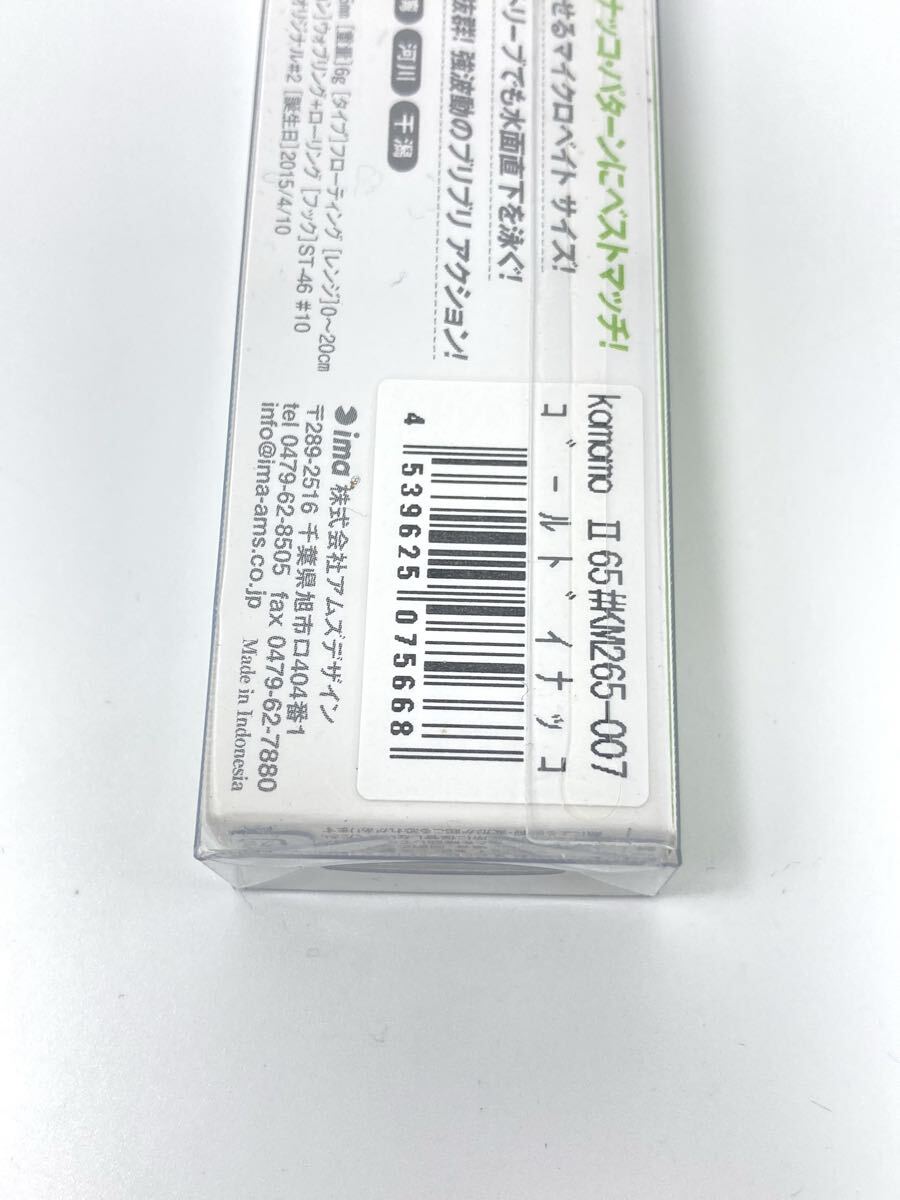 ナッコ・パターンにベストマッチ!
せるマイクロベイト サイズ!
トリーブでも水面直下を泳ぐ!
抜群! 強波動のブリブリ アクション!
河川 干潟
[重量]6g [タイプ]フローティング [レンジ]0〜20cm
ン]ウォブリング+ローリング [フック]ST-46 #10
オリジナル#2 [誕生日]2015/4/10
komomo II 65#KM265-007
ゴールドイナッコ
4 539625 075668
ima 株式会社アムズデザイン
〒289-2516 千葉県旭市ロ404番1
tel 0479-62-8505 fax 0479-62-7880
info@ima-ams.co.jp
Made in Indonesia